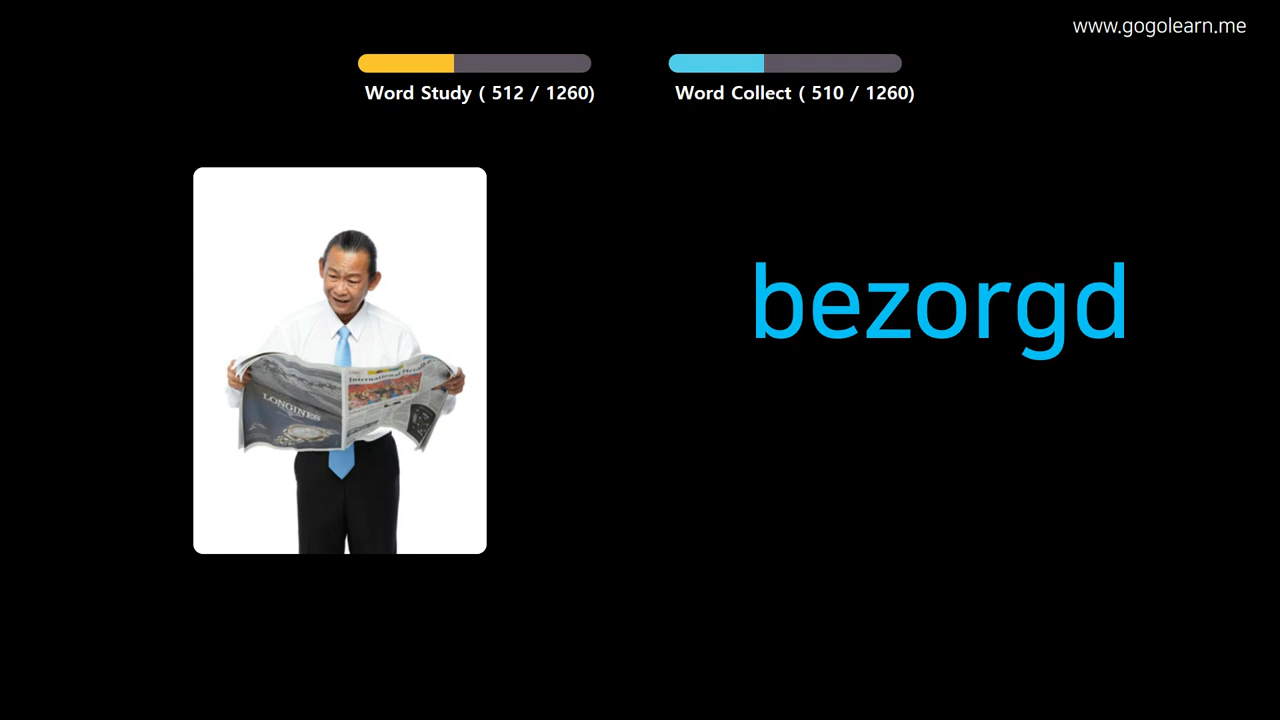 www.gogolearn.me
Word Study ( 512 / 1260)
Word Collect ( 510 / 1260)
bezorgd
LONGINES
International Herald